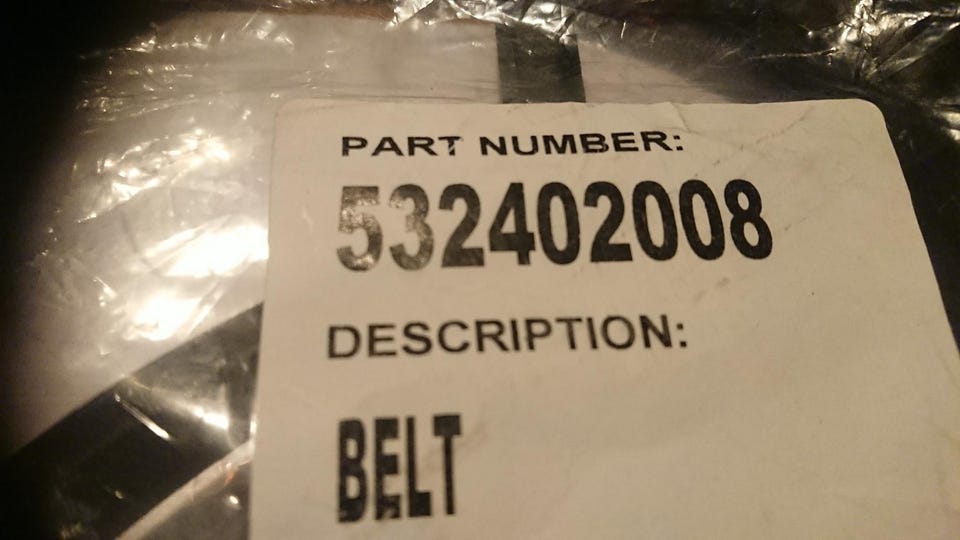 PART NUMBER:
532402008
DESCRIPTION:
BELT